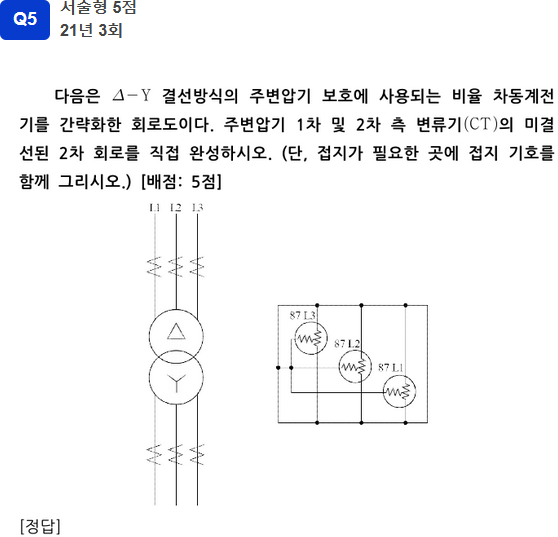 Q5
서술형 5점
21년 3회
다음은 Δ－Y 결선방식의 주변압기 보호에 사용되는 비율 차동계전
기를 간략화한 회로도이다. 주변압기 1차 및 2차 측 변류기(CT)의 미결
선된 2차 회로를 직접 완성하시오. (단, 접지가 필요한 곳에 접지 기호를
함께 그리시오.) [배점: 5점]
L1 L2 L3
87 L3
87 L2
87 L1
[정답]